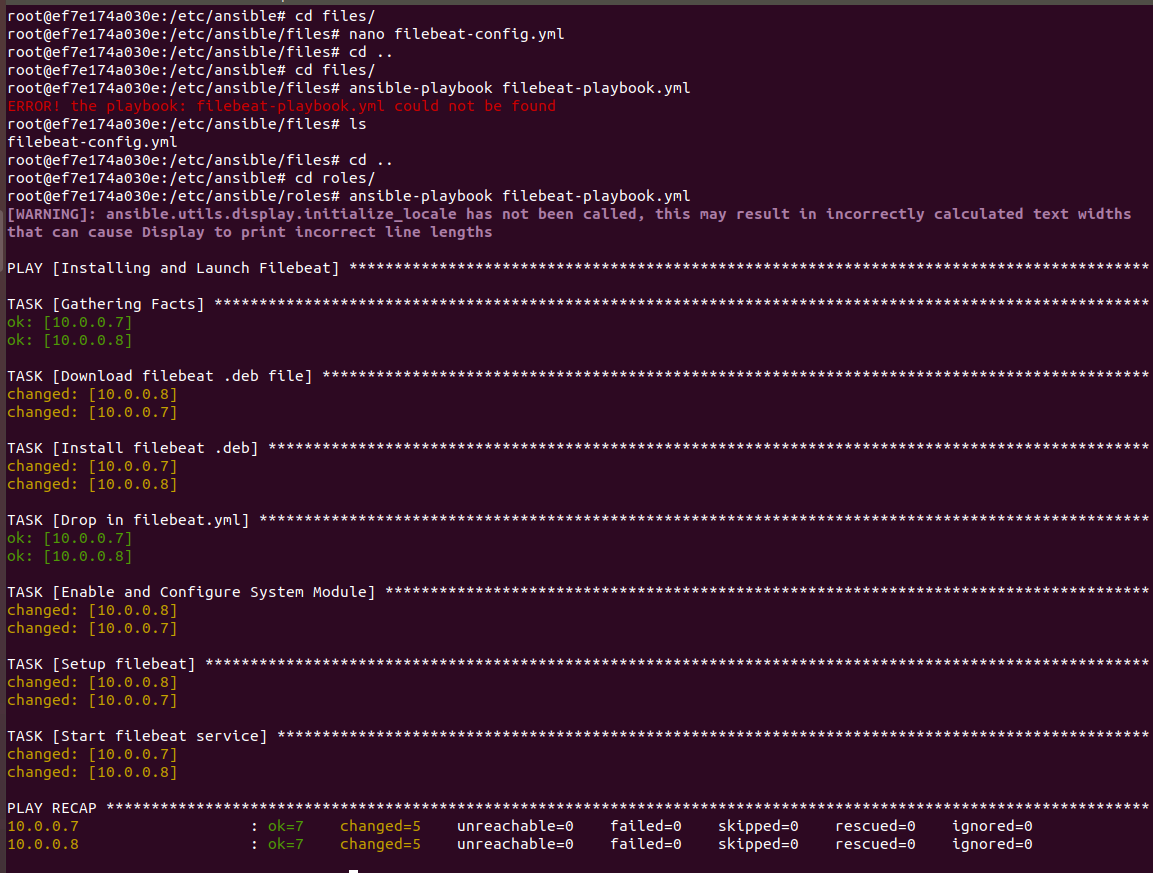 root@ef7e174a030e:/etc/ansible# cd files/
root@ef7e174a030e:/etc/ansible/files# nano filebeat-config.yml
root@ef7e174a030e:/etc/ansible/files# cd ..
root@ef7e174a030e:/etc/ansible# cd files/
root@ef7e174a030e:/etc/ansible/files# ansible-playbook filebeat-playbook.yml
ERROR! the playbook: filebeat-playbook.yml could not be found
root@ef7e174a030e:/etc/ansible/files# ls
filebeat-config.yml
root@ef7e174a030e:/etc/ansible/files# cd ..
root@ef7e174a030e:/etc/ansible# cd roles/
root@ef7e174a030e:/etc/ansible/roles# ansible-playbook filebeat-playbook.yml
[WARNING]: ansible.utils.display.initialize_locale has not been called, this may result in incorrectly calculated text widths
that can cause Display to print incorrect line lengths
PLAY [Installing and Launch Filebeat] *****************************************************************************************
TASK [Gathering Facts] ********************************************************************************************************
ok: [10.0.0.7]
ok: [10.0.0.8]
TASK [Download filebeat .deb file] ********************************************************************************************
changed: [10.0.0.8]
changed: [10.0.0.7]
TASK [Install filebeat .deb] **************************************************************************************************
changed: [10.0.0.7]
changed: [10.0.0.8]
TASK [Drop in filebeat.yml] ***************************************************************************************************
ok: [10.0.0.7]
ok: [10.0.0.8]
TASK [Enable and Configure System Module] *************************************************************************************
changed: [10.0.0.8]
changed: [10.0.0.7]
TASK [Setup filebeat] *********************************************************************************************************
changed: [10.0.0.8]
changed: [10.0.0.7]
TASK [Start filebeat service] *************************************************************************************************
changed: [10.0.0.7]
changed: [10.0.0.8]
PLAY RECAP ********************************************************************************************************************
10.0.0.7                   : ok=7    changed=5    unreachable=0    failed=0    skipped=0    rescued=0    ignored=0
10.0.0.8                   : ok=7    changed=5    unreachable=0    failed=0    skipped=0    rescued=0    ignored=0